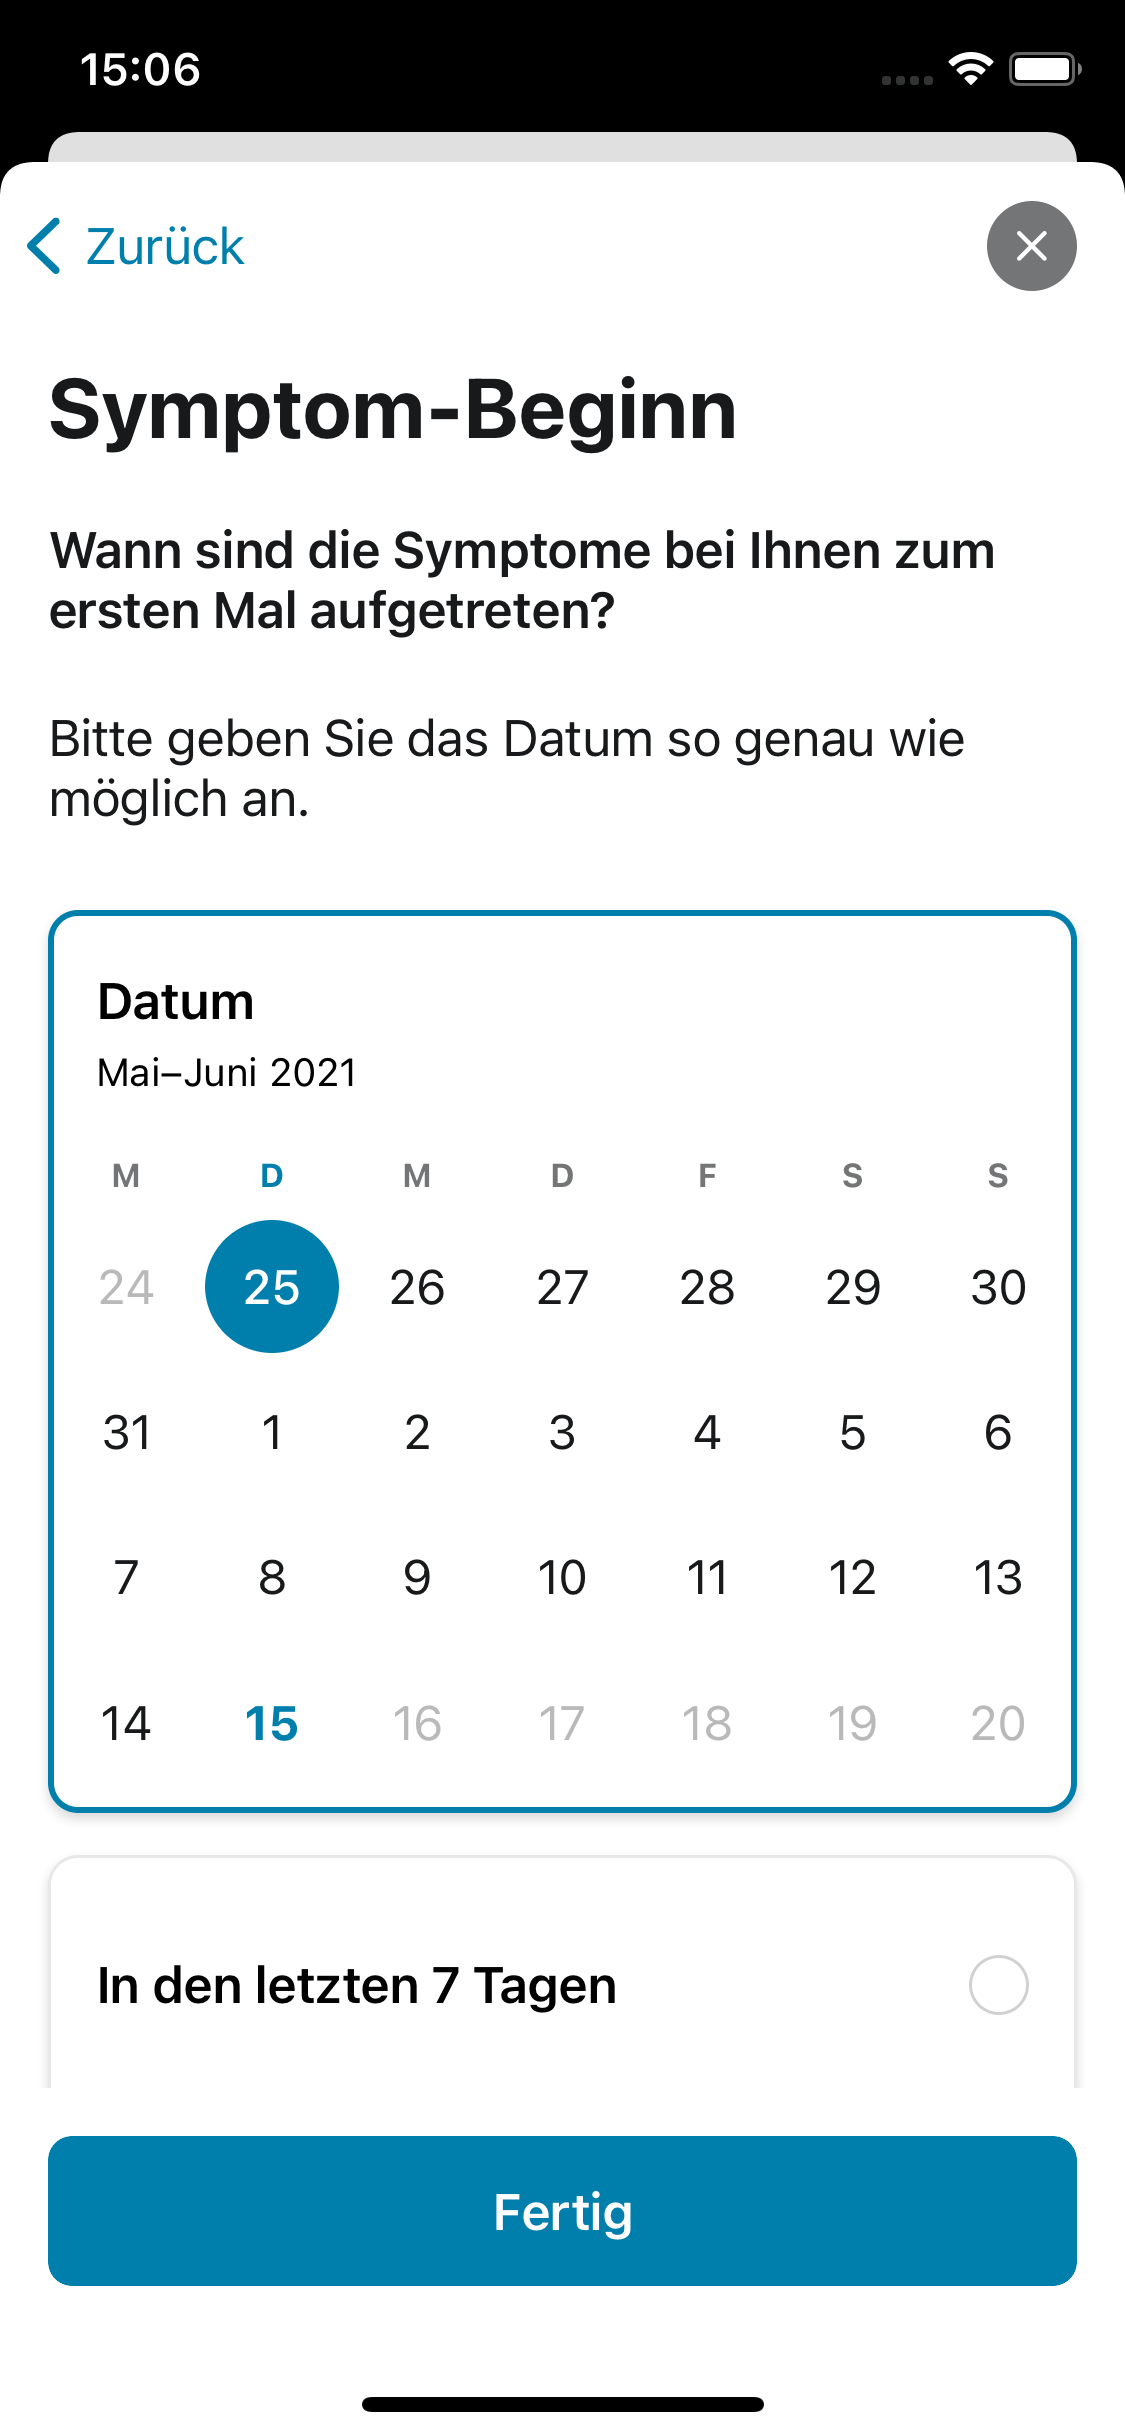 15:06
Zurück
Symptom-Beginn
Wann sind die Symptome bei Ihnen zum
ersten Mal aufgetreten?
Bitte geben Sie das Datum so genau wie
möglich an.
Datum
Mai–Juni 2021
M D M D F S S
24 25 26 27 28 29 30
31 1 2 3 4 5 6
7 8 9 10 11 12 13
14 15 16 17 18 19 20
In den letzten 7 Tagen
Fertig